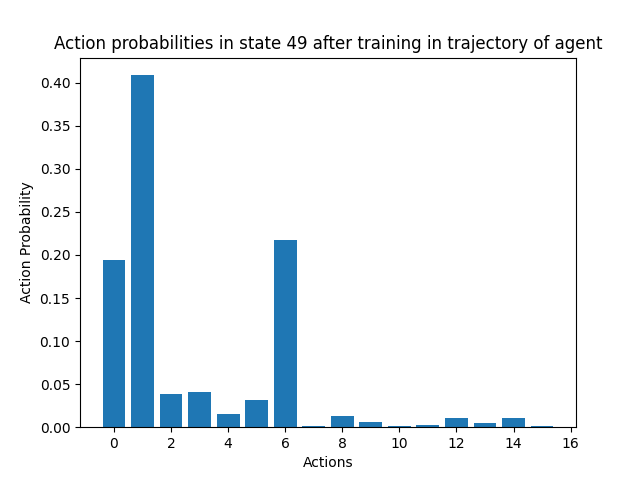 Action probabilities in state 49 after training in trajectory of agent
0.40
0.35
0.30
0.25
0.20
0.15
0.10
0.05
0.00
Action Probability
0 2 4 6 8 10 12 14 16
Actions